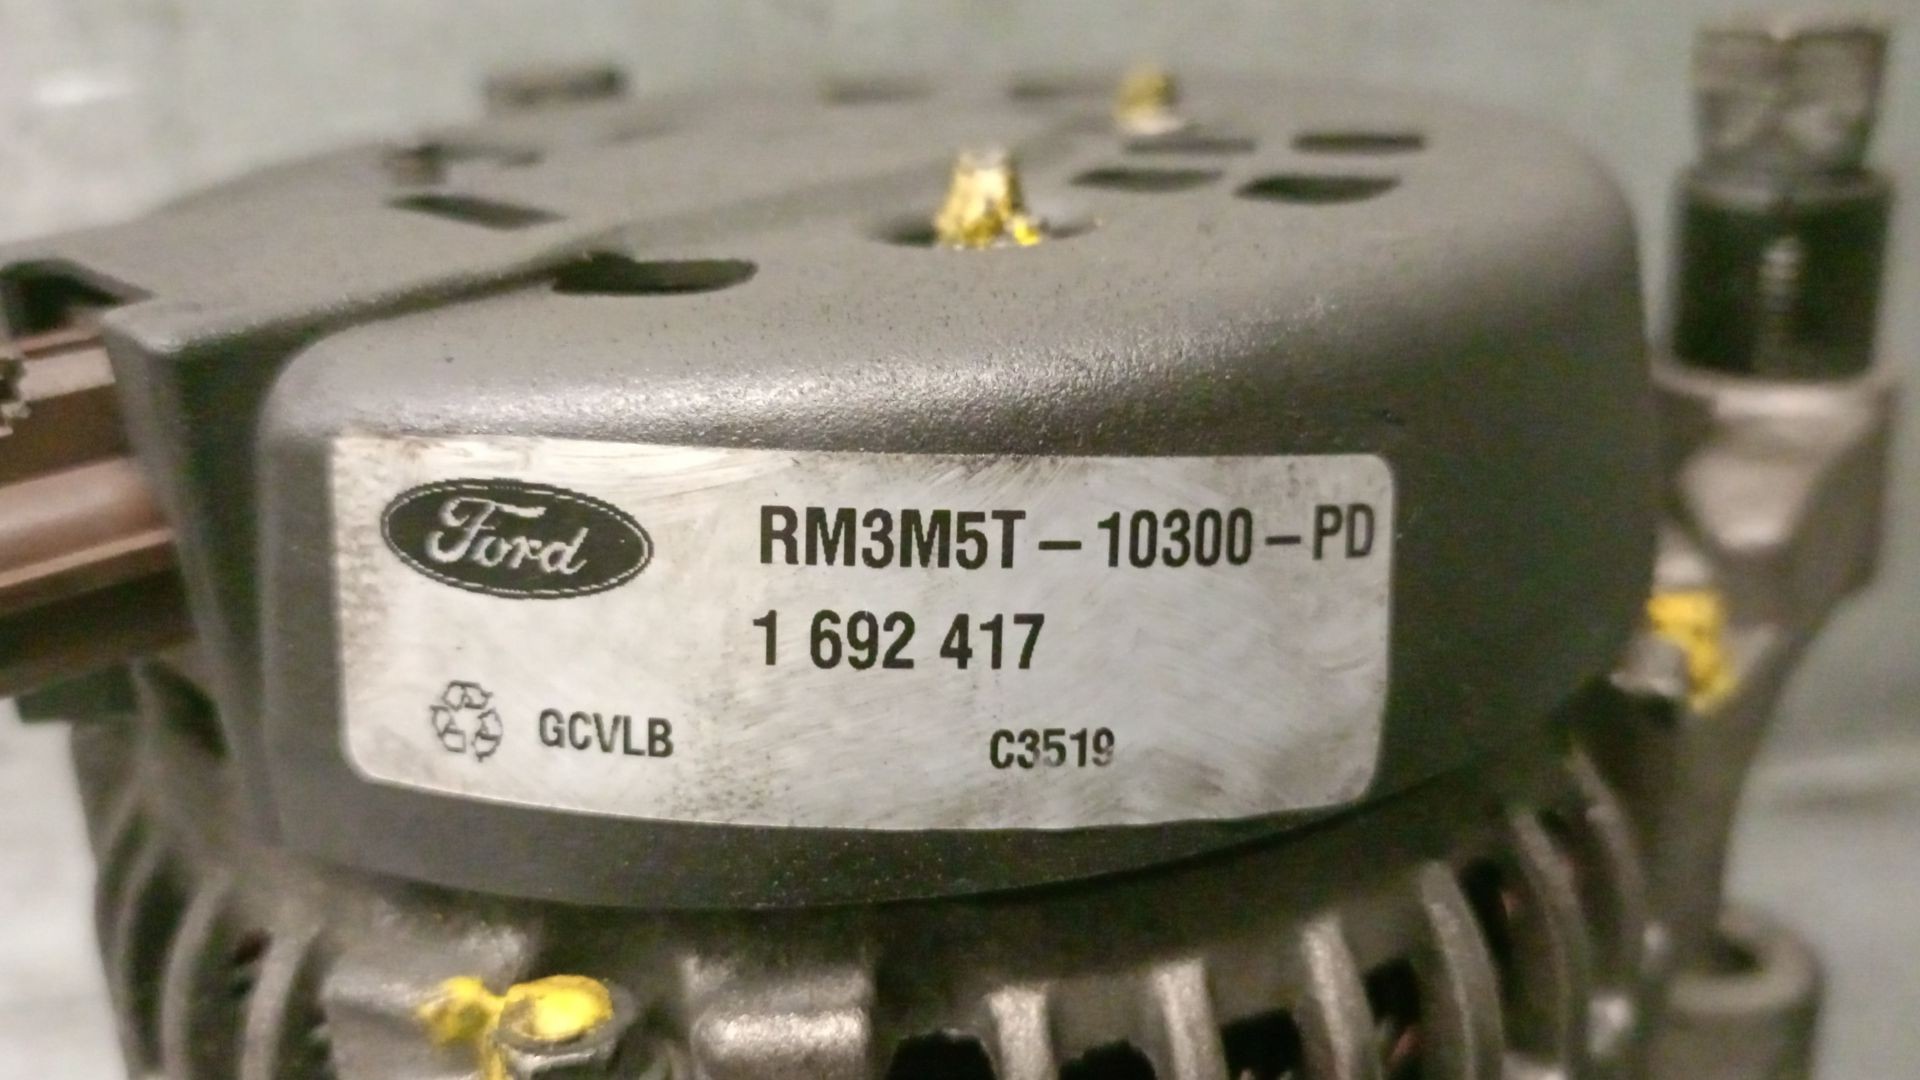 Ford RM3M5T-10300-PD
1 692 417
GCVLB C3519